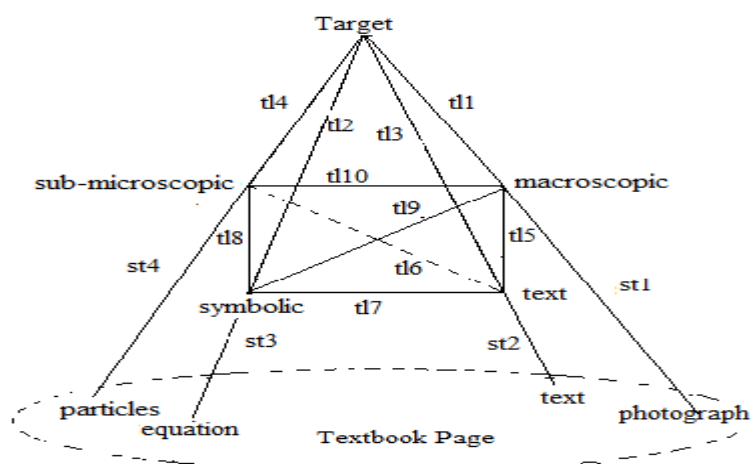 Target
tl4
tl2
tl3
tl1
sub-microscopic
tl10
macroscopic
tl8
tl9
tl6
tl5
st4
symbolic
tl7
text
st1
st3
st2
particles
equation
text
photograph
Textbook Page